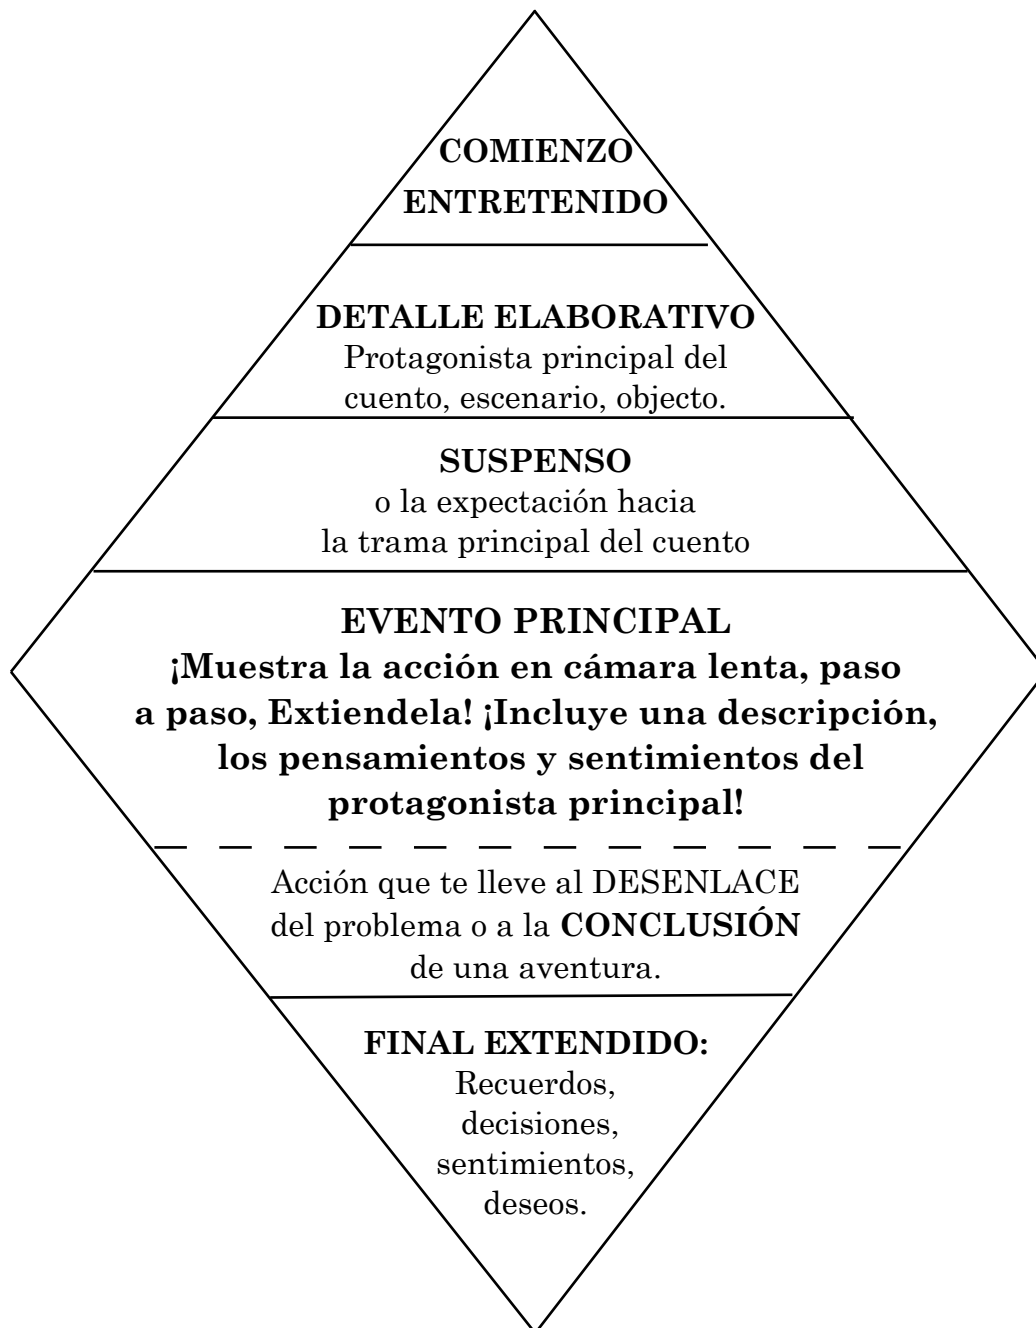 COMIENZO
ENTRETENIDO
DETALLE ELABORATIVO
Protagonista principal del
cuento, escenario, objecto.
SUSPENSO
o la expectación hacia
la trama principal del cuento
EVENTO PRINCIPAL
¡Muestra la acción en cámara lenta, paso
a paso, Extiendela! ¡Incluye una descripción,
los pensamientos y sentimientos del
protagonista principal!
Acción que te lleve al DESENLACE
del problema o a la CONCLUSIÓN
de una aventura.
FINAL EXTENDIDO:
Recuerdos,
decisiones,
sentimientos,
deseos.